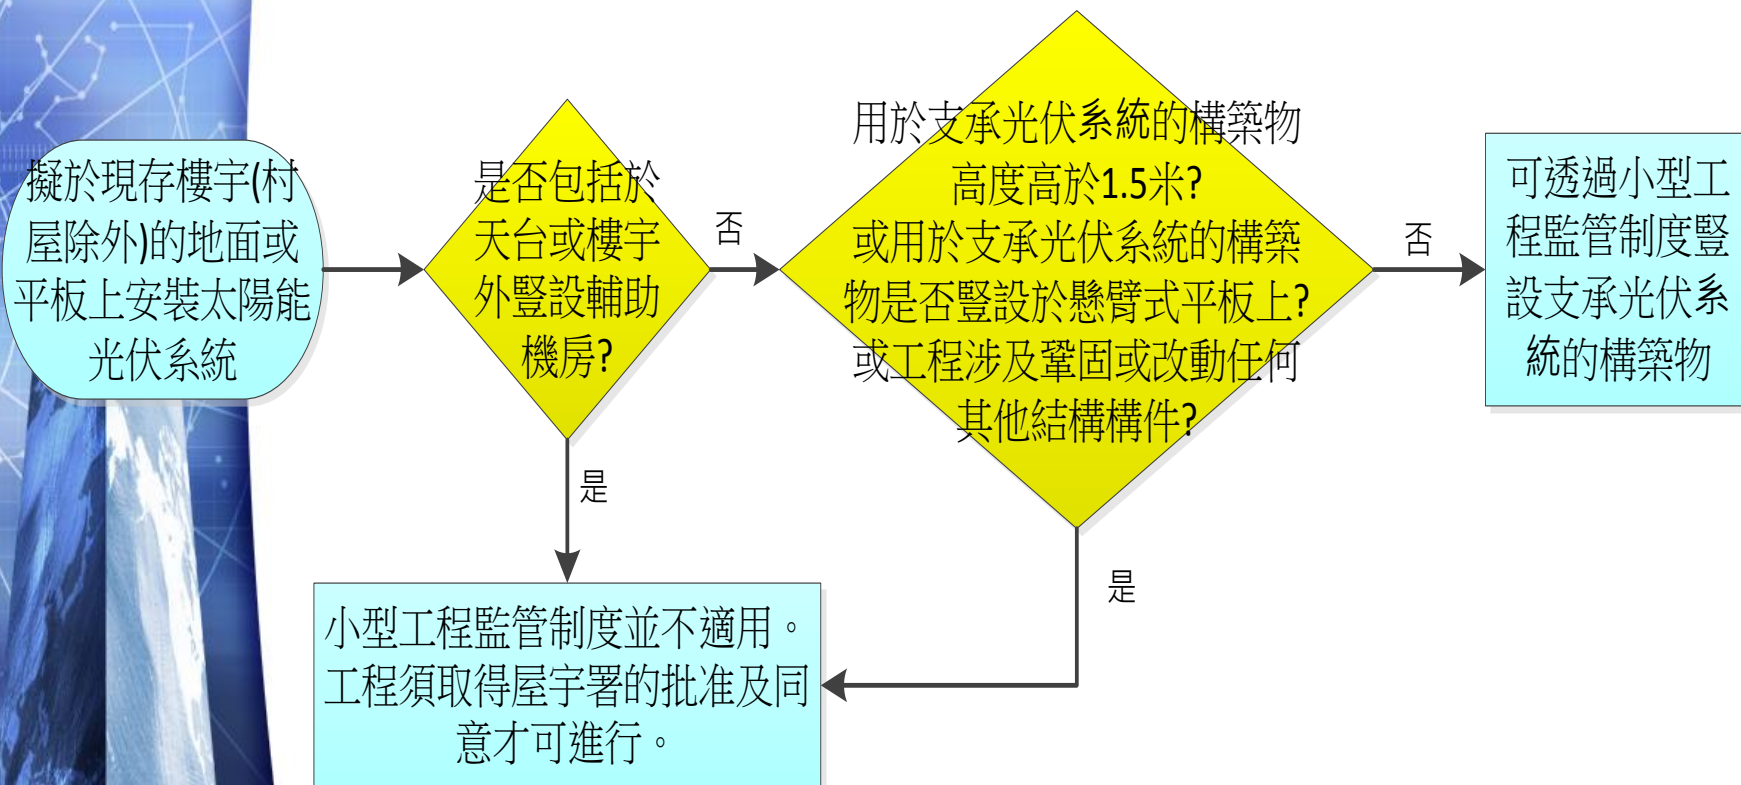 擬於現存樓宇(村
屋除外)的地面或
平板上安裝太陽能
光伏系統
是否包括於
天台或樓宇
外豎設輔助
機房?
否
是
用於支承光伏系統的構築物
高度高於1.5米?
或用於支承光伏系統的構築
物是否豎設於懸臂式平板上?
或工程涉及鞏固或改動任何
其他結構構件?
否
是
可透過小型工
程監管制度豎
設支承光伏系
統的構築物
小型工程監管制度並不適用。
工程須取得屋宇署的批准及同
意才可進行。